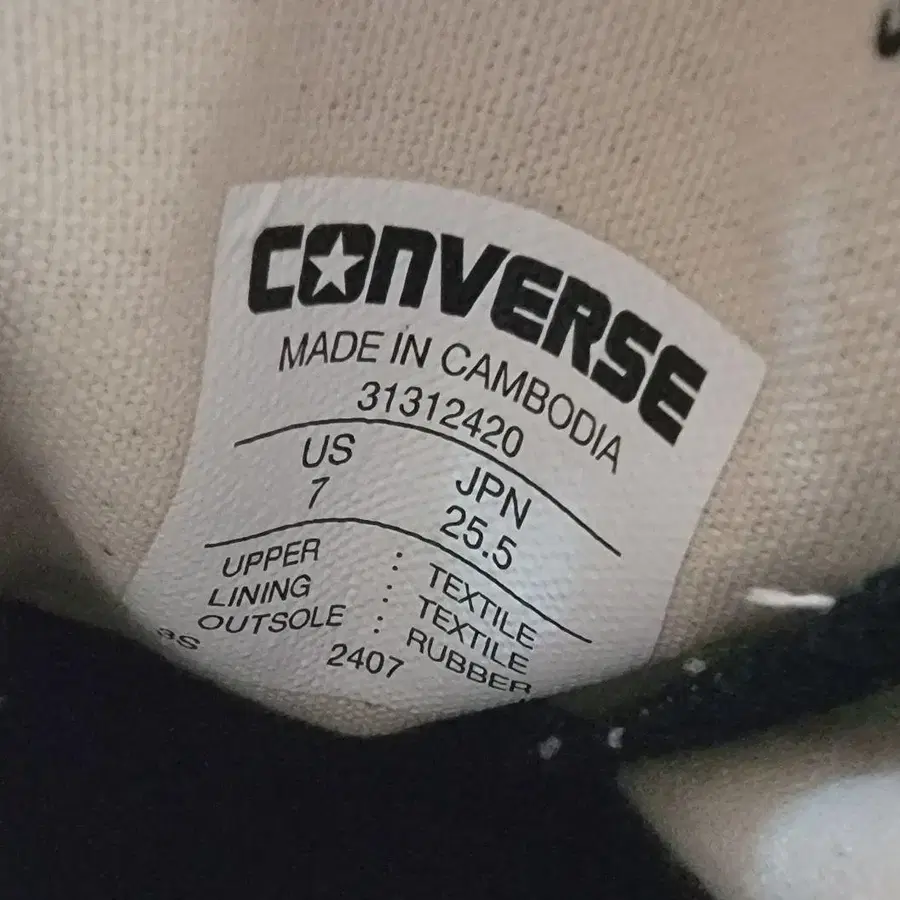 CONVERSE
MADE IN CAMBODIA
31312420
US JPN
7 25.5
UPPER : TEXTILE
LINING : TEXTILE
OUTSOLE : RUBBER
2407